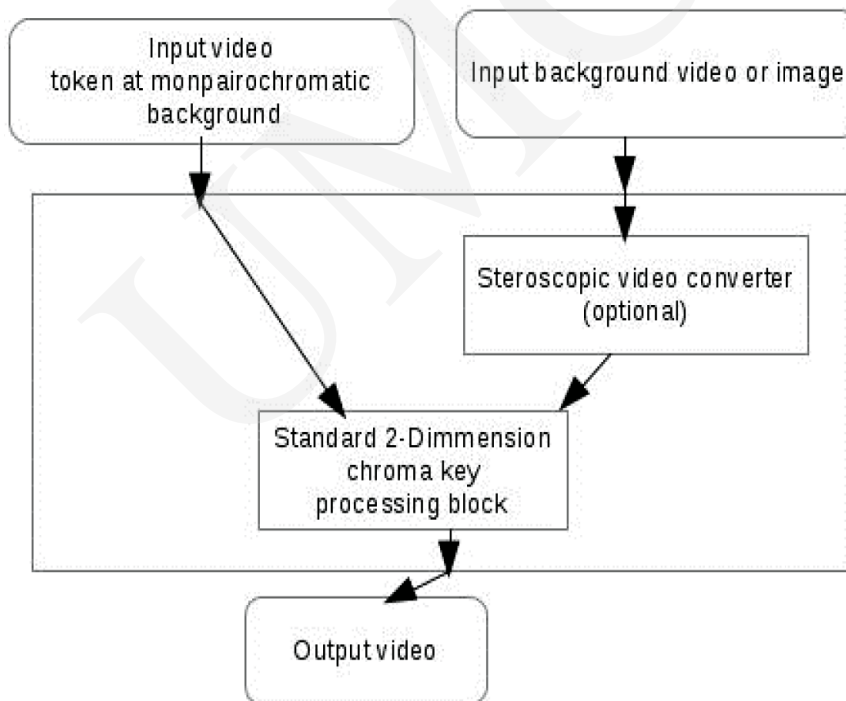 Input video
token at monpairochromatic
background
Input background video or image
Steroscopic video converter
(optional)
Standard 2-Dimmension
chroma key
processing block
Output video